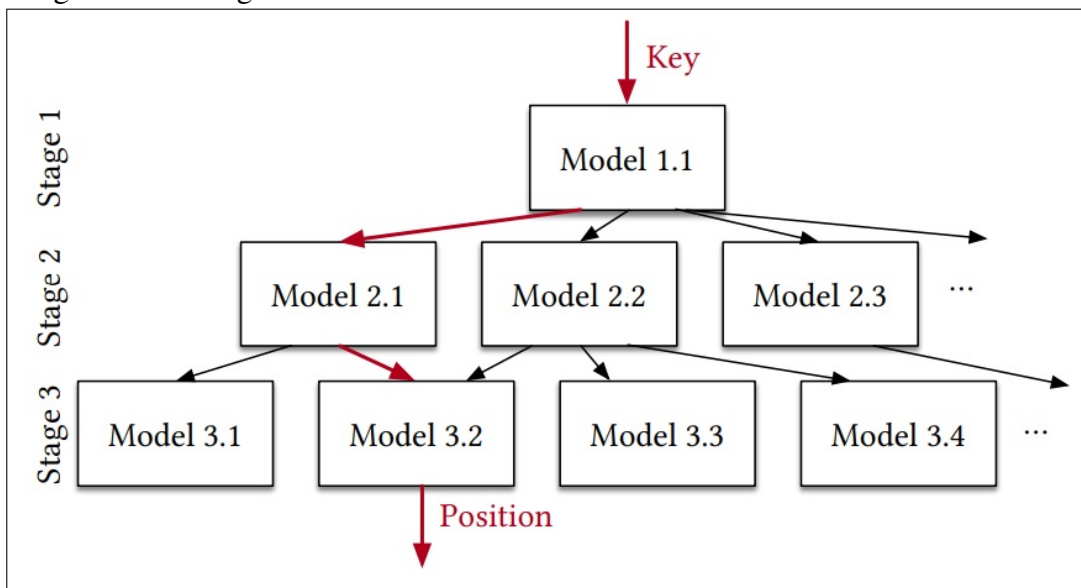 Key
Stage 1
Model 1.1
Stage 2
Model 2.1
Model 2.2
Model 2.3
...
Stage 3
Model 3.1
Model 3.2
Model 3.3
Model 3.4
...
Position